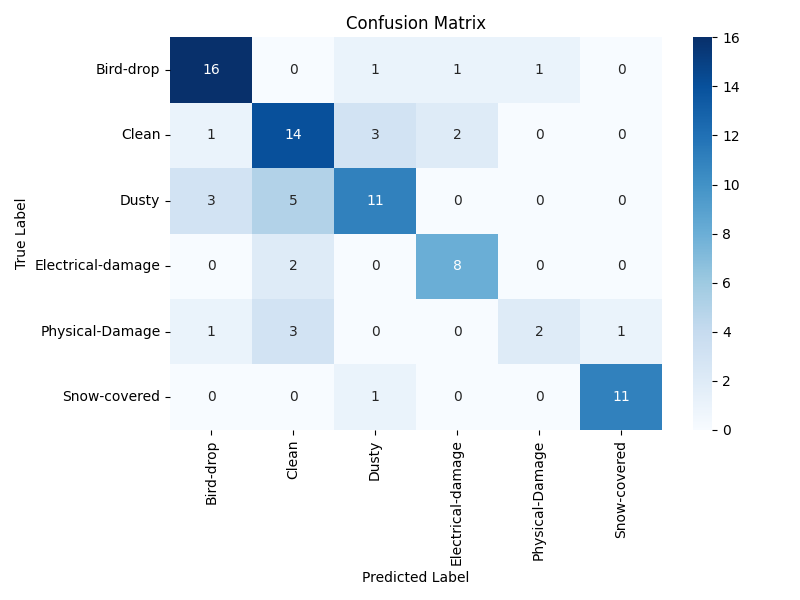 Confusion Matrix
True Label
Bird-drop 16 0 1 1 1 0
Clean 1 14 3 2 0 0
Dusty 3 5 11 0 0 0
Electrical-damage 0 2 0 8 0 0
Physical-Damage 1 3 0 0 2 1
Snow-covered 0 0 1 0 0 11
Bird-drop
Clean
Dusty
Electrical-damage
Physical-Damage
Snow-covered
Predicted Label
16
14
12
10
8
6
4
2
0